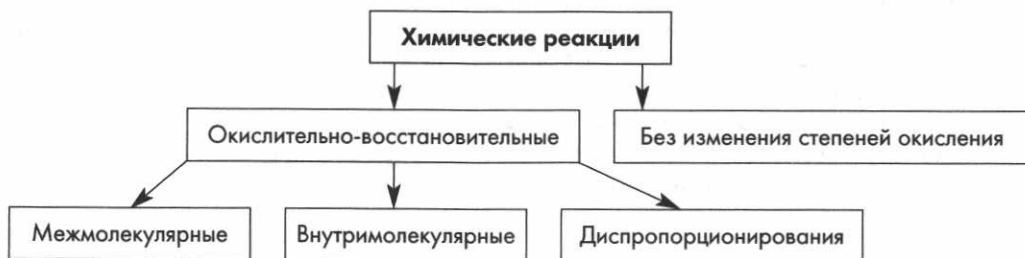 Химические реакции
Окислительно-восстановительные
Без изменения степеней окисления
Межмолекулярные
Внутримолекулярные
Диспропорционирования